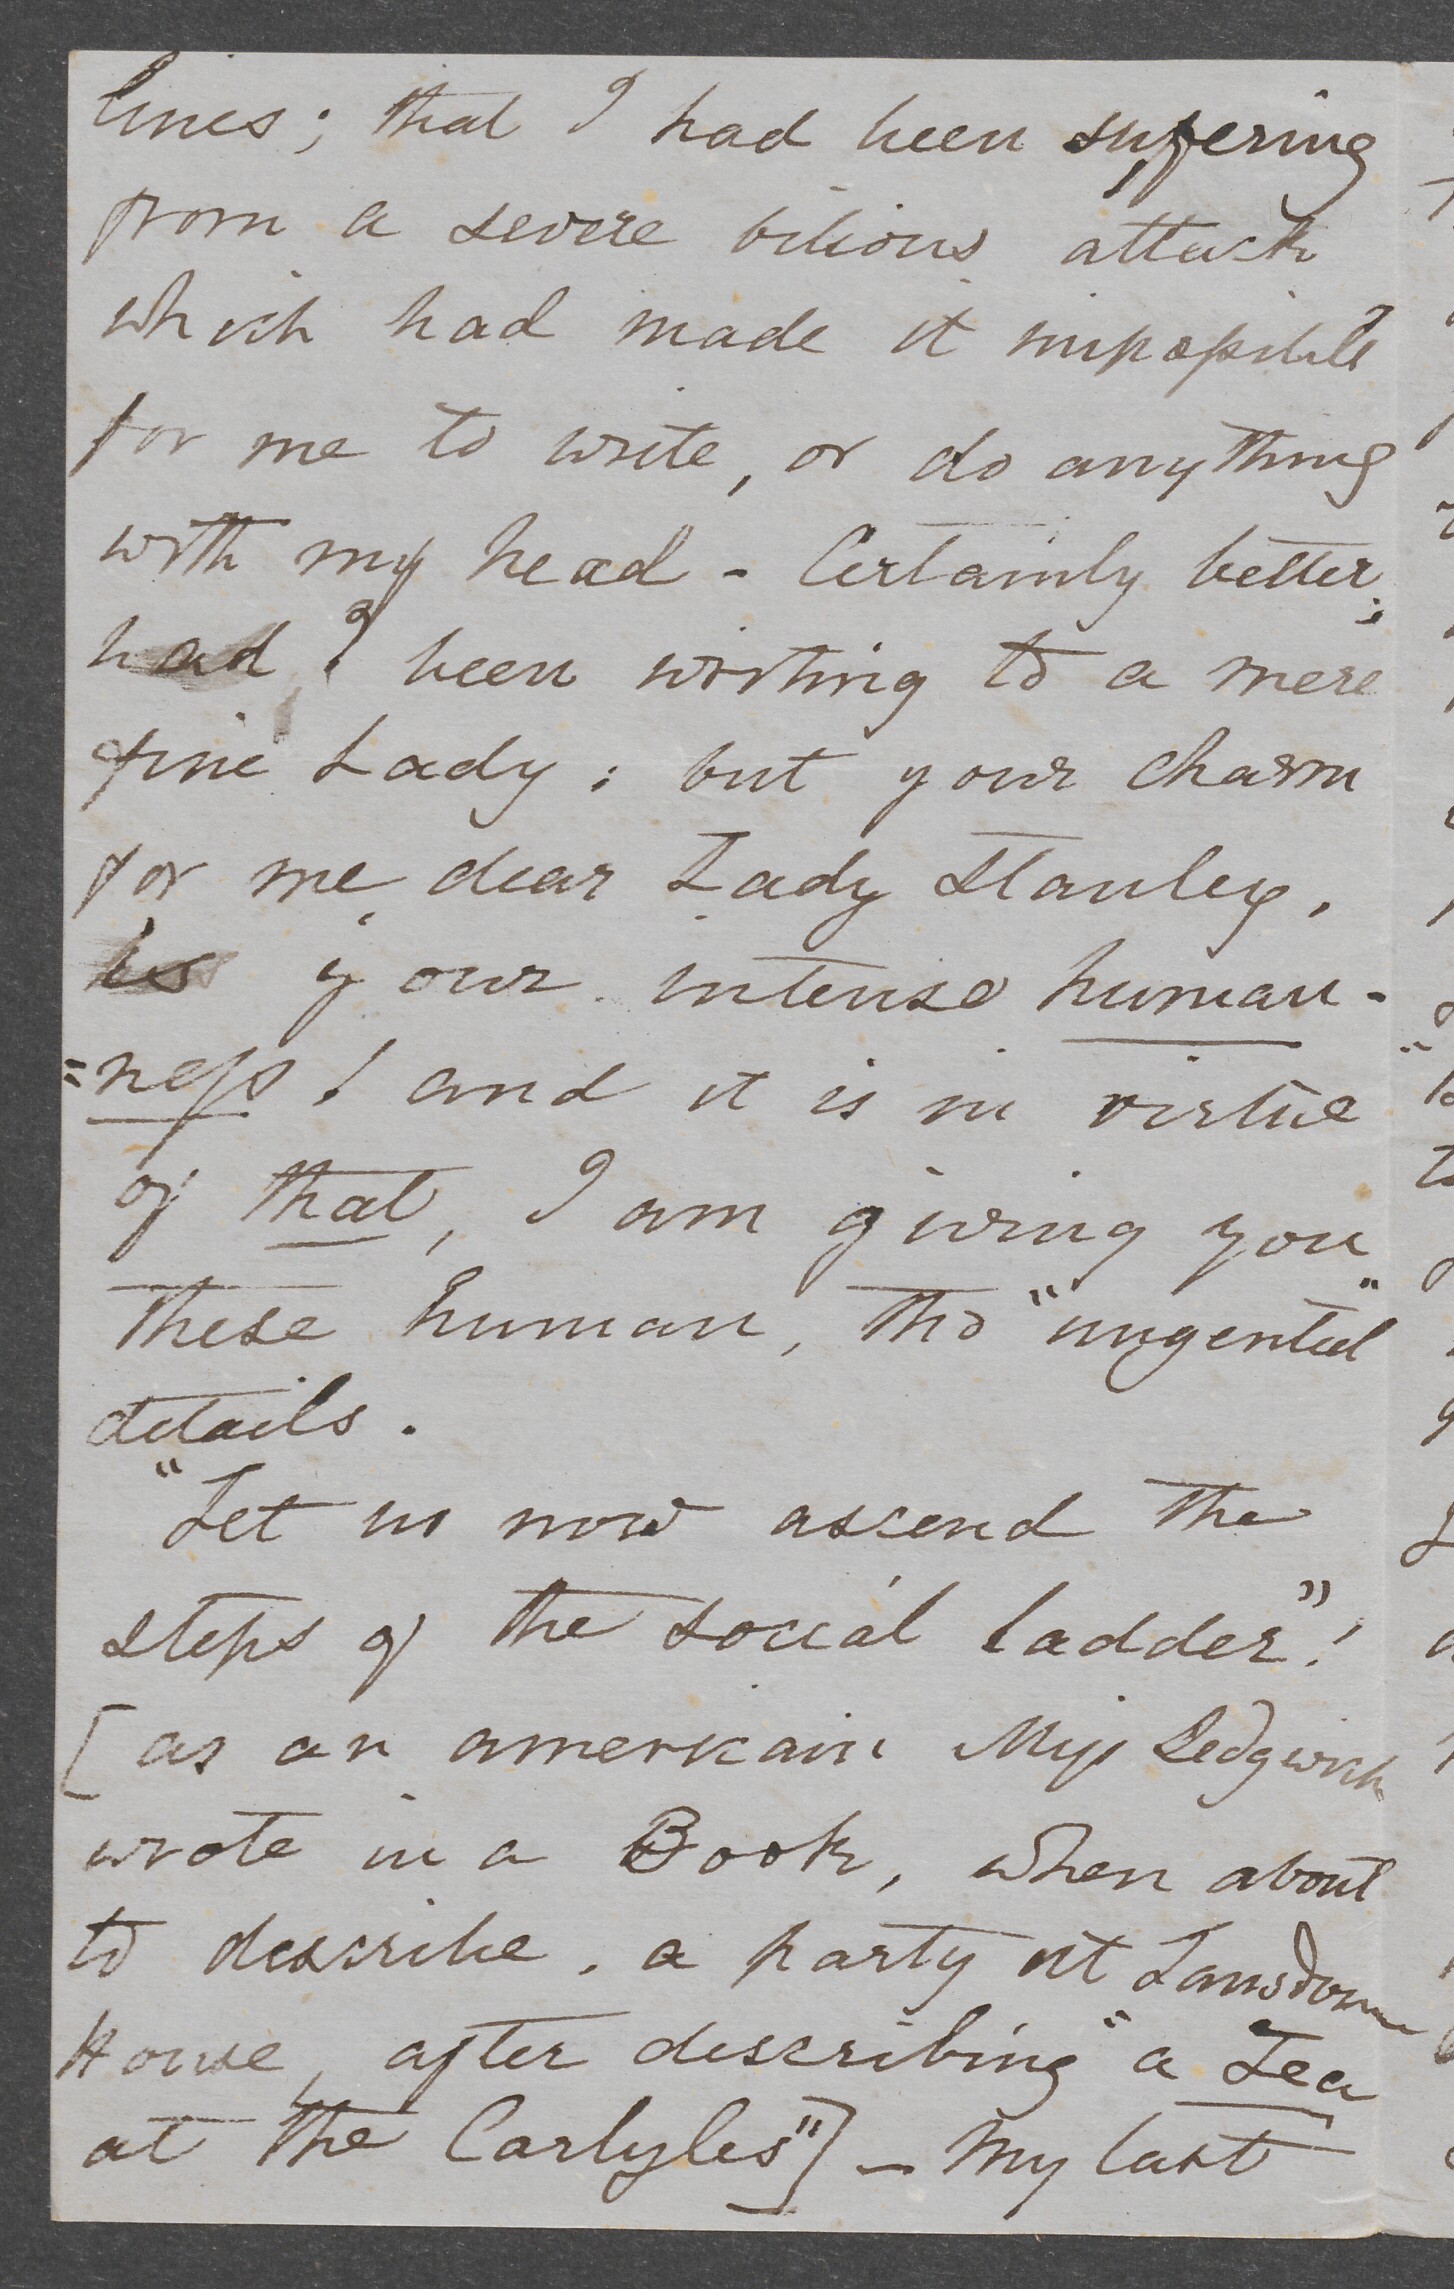 lines; that I had been suffering
from a severe bilious attack
which had made it impossible
for me to write, or do anything
with my head - Certainly better,
had I been writing to a mere
fine Lady; but your charm
for me dear Lady Stanley,
is your intense human-
=ness! and it is in virtue
of that, I am giving you
these human, tho "ungenteel"
details.
"Let us now ascend the
steps of the social ladder"!
[as an amerikain Miss Sedgwick
wrote in a Book, when about
to describe, a party at Lansdowne
House, after describing "a Tea
at the Carlyles"] - My last